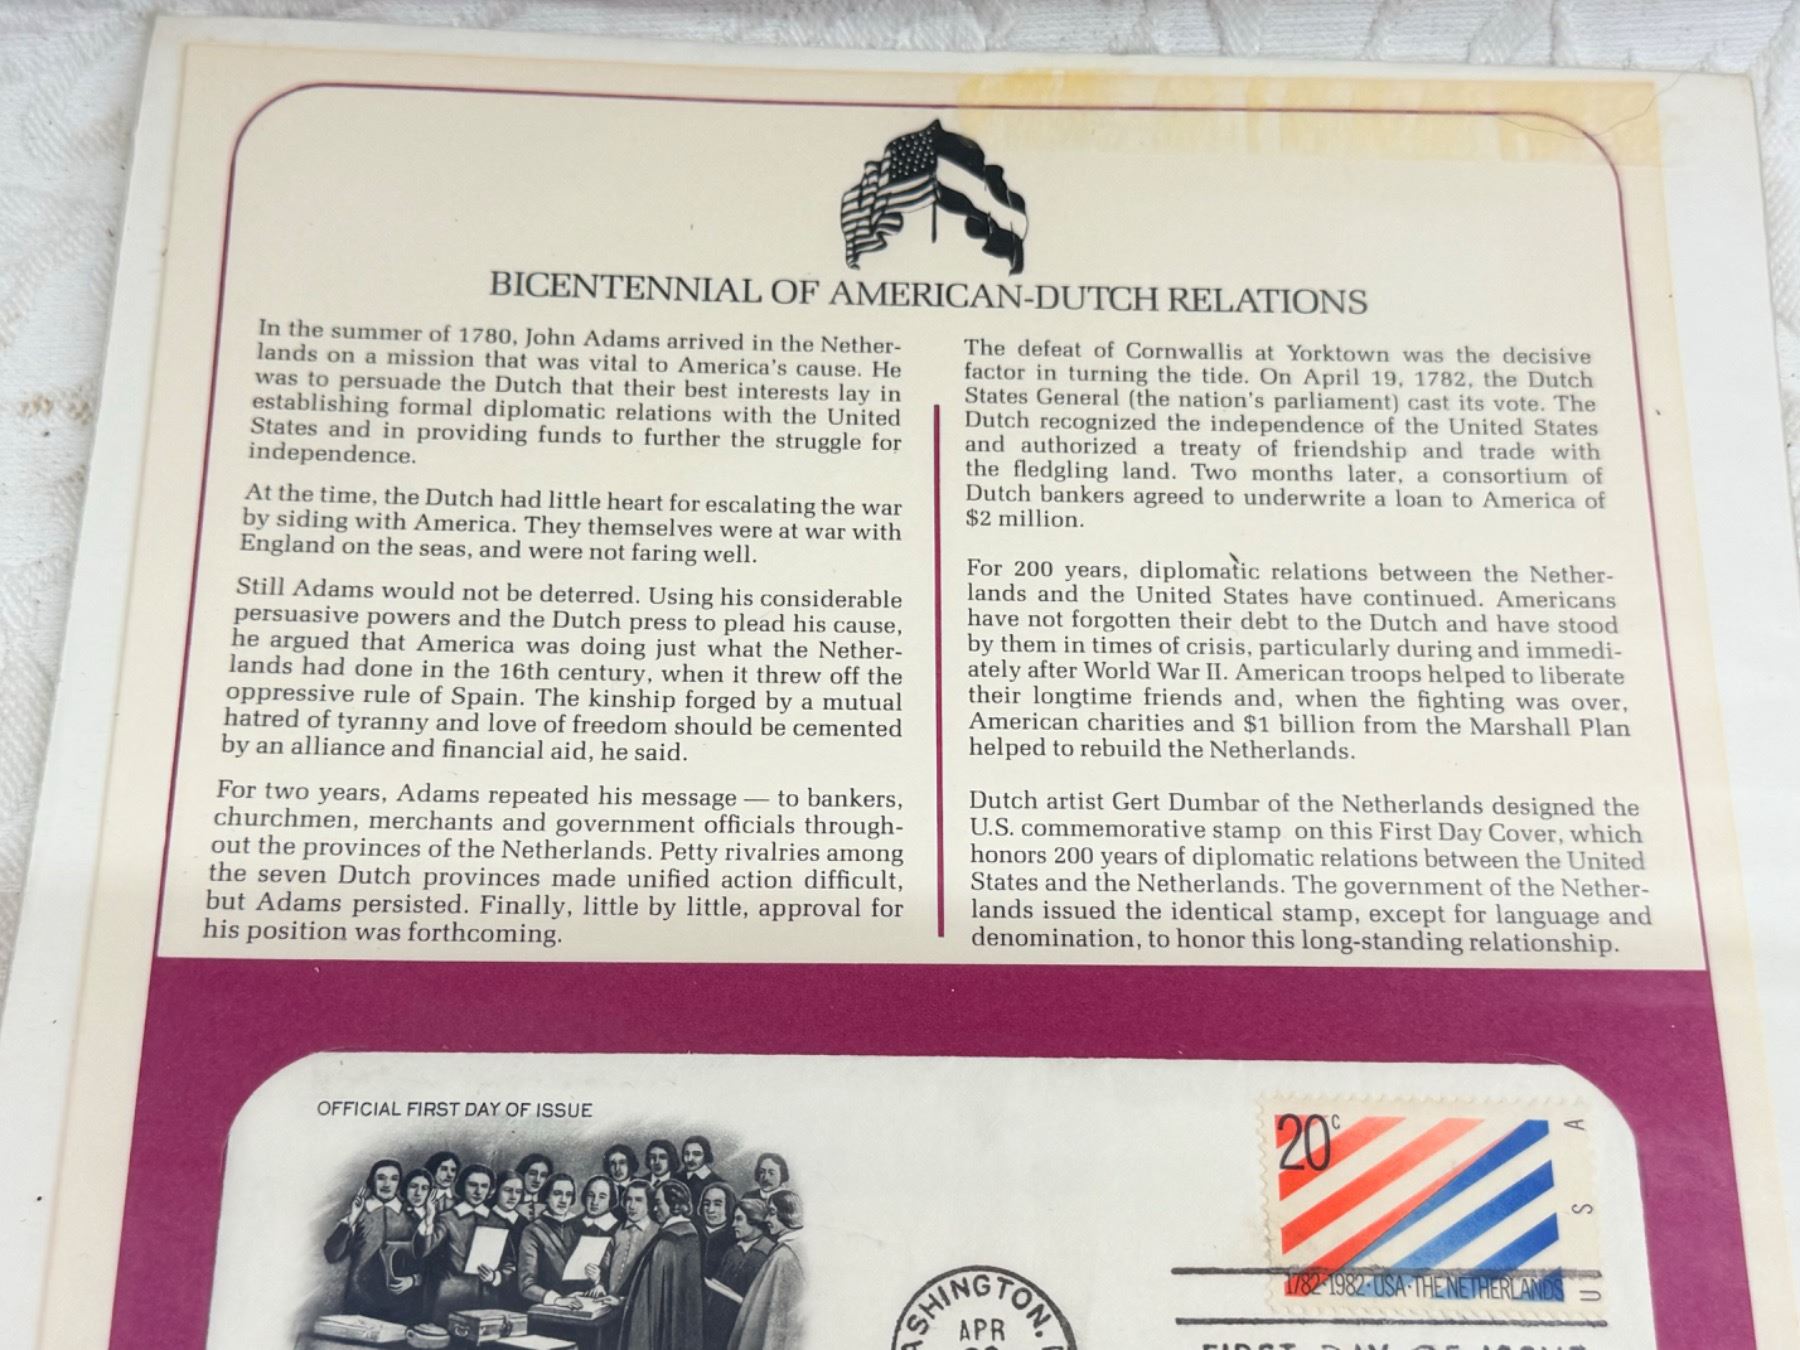 BICENTENNIAL OF AMERICAN-DUTCH RELATIONS
In the summer of 1780, John Adams arrived in the Nether-
lands on a mission that was vital to America's cause. He
was to persuade the Dutch that their best interests lay in
establishing formal diplomatic relations with the United
States and in providing funds to further the struggle for
independence.
At the time, the Dutch had little heart for escalating the war
by siding with America. They themselves were at war with
England on the seas, and were not faring well.
Still Adams would not be deterred. Using his considerable
persuasive powers and the Dutch press to plead his cause,
he argued that America was doing just what the Nether-
lands had done in the 16th century, when it threw off the
oppressive rule of Spain. The kinship forged by a mutual
hatred of tyranny and love of freedom should be cemented
by an alliance and financial aid, he said.
For two years, Adams repeated his message — to bankers,
churchmen, merchants and government officials through-
out the provinces of the Netherlands. Petty rivalries among
the seven Dutch provinces made unified action difficult,
but Adams persisted. Finally, little by little, approval for
his position was forthcoming.
The defeat of Cornwallis at Yorktown was the decisive
factor in turning the tide. On April 19, 1782, the Dutch
States General (the nation's parliament) cast its vote. The
Dutch recognized the independence of the United States
and authorized a treaty of friendship and trade with
the fledgling land. Two months later, a consortium of
Dutch bankers agreed to underwrite a loan to America of
$2 million.
For 200 years, diplomatic relations between the Nether-
lands and the United States have continued. Americans
have not forgotten their debt to the Dutch and have stood
by them in times of crisis, particularly during and immedi-
ately after World War II. American troops helped to liberate
their longtime friends and, when the fighting was over,
American charities and $1 billion from the Marshall Plan
helped to rebuild the Netherlands.
Dutch artist Gert Dumbar of the Netherlands designed the
U.S. commemorative stamp on this First Day Cover, which
honors 200 years of diplomatic relations between the United
States and the Netherlands. The government of the Nether-
lands issued the identical stamp, except for language and
denomination, to honor this long-standing relationship.
OFFICIAL FIRST DAY OF ISSUE
20c
USA
1782·1982·USA·THE NETHERLANDS
WASHINGTON,
APR
FIRST DAY OF ISSUE